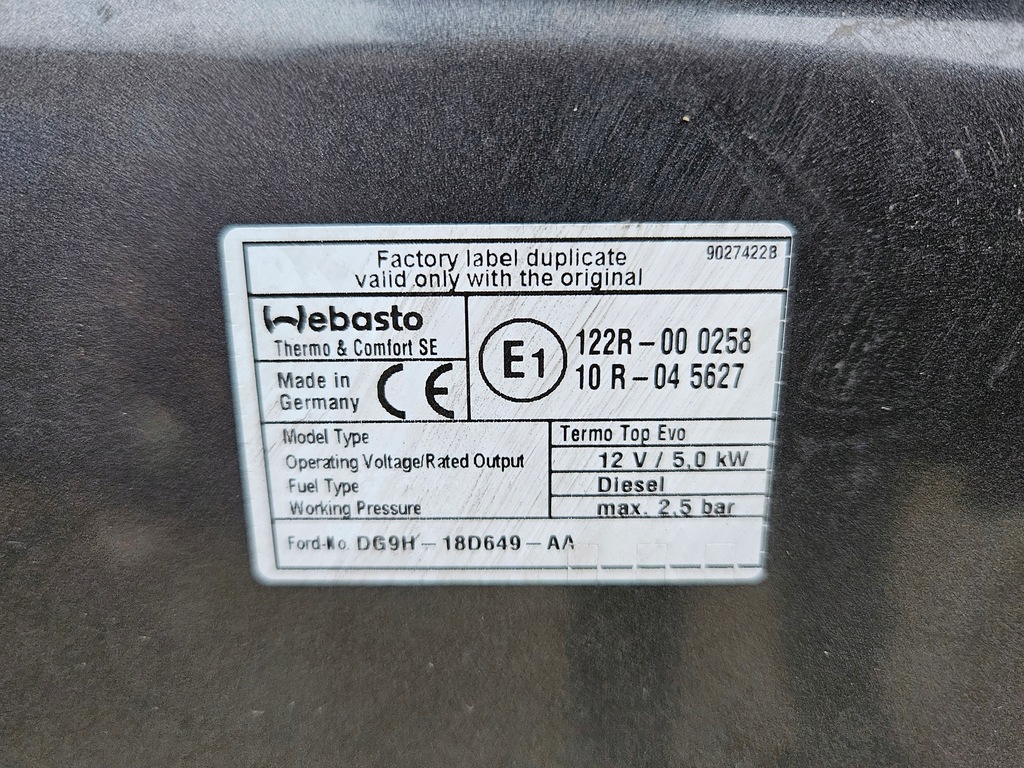 Factory label duplicate
valid only with the original
9027422B
Webasto
Thermo & Comfort SE
Made in
Germany
CE
E1
122R-00 0258
10 R-04 5627
Model Type
Termo Top Evo
Operating Voltage/Rated Output
12 V / 5,0 kW
Fuel Type
Diesel
Working Pressure
max. 2,5 bar
Ford-No. DG9H-18D649-AA